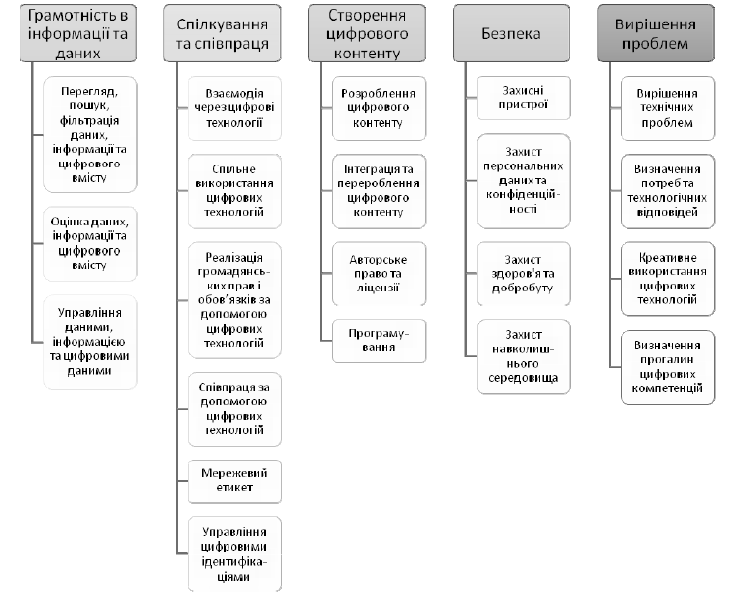 Грамотність в
інформації та
даних
Перегляд,
пошук,
фільтрація
даних,
інформації та
цифрового
вмісту
Оцінка даних,
інформації та
цифрового
вмісту
Управління
даними,
інформацією
та цифровими
даними
Спілкування
та співпраця
Взаємодія
через цифрові
технології
Спільне
використання
цифрових
технологій
Реалізація
громадянсь-
ких прав і
обов'язків за
допомогою
цифрових
технологій
Співпраця за
допомогою
цифрових
технологій
Мережевий
етикет
Управління
цифровими
ідентифіка-
ціями
Створення
цифрового
контенту
Розроблення
цифрового
контенту
Інтеграція та
перероблення
цифрового
контенту
Авторське
право та
ліцензії
Програму-
вання
Безпека
Захисні
пристрої
Захист
персональних
даних та
конфіденцій-
ності
Захист
здоров'я та
добробуту
Захист
навколиш-
нього
середовища
Вирішення
проблем
Вирішення
технічних
проблем
Визначення
потреб та
технологічних
відповідей
Креативне
використання
цифрових
технологій
Визначення
прогалин
цифрових
компетенцій